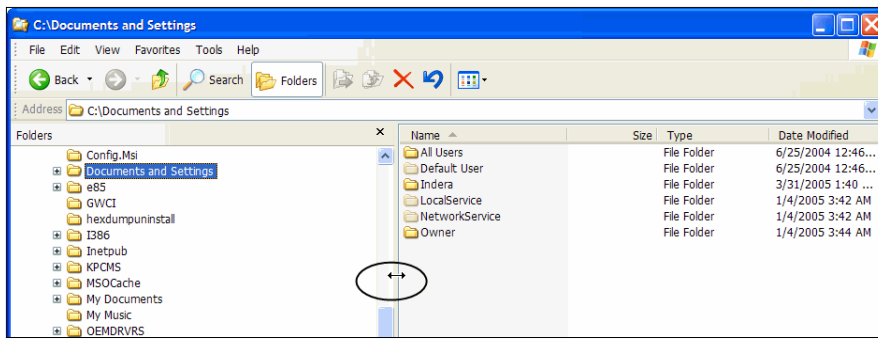 C:\Documents and Settings
File Edit View Favorites Tools Help
Back Search Folders
Address C:\Documents and Settings
Folders
Config.Msi
Documents and Settings
e85
GWCI
hexdumpuninstall
I386
Inetpub
KPCMS
MSOCache
My Documents
My Music
OEMDRVRS
Name Size Type Date Modified
All Users File Folder 6/25/2004 12:46...
Default User File Folder 6/25/2004 12:46...
Indera File Folder 3/31/2005 1:40 ...
LocalService File Folder 1/4/2005 3:42 AM
NetworkService File Folder 1/4/2005 3:42 AM
Owner File Folder 1/4/2005 3:44 AM